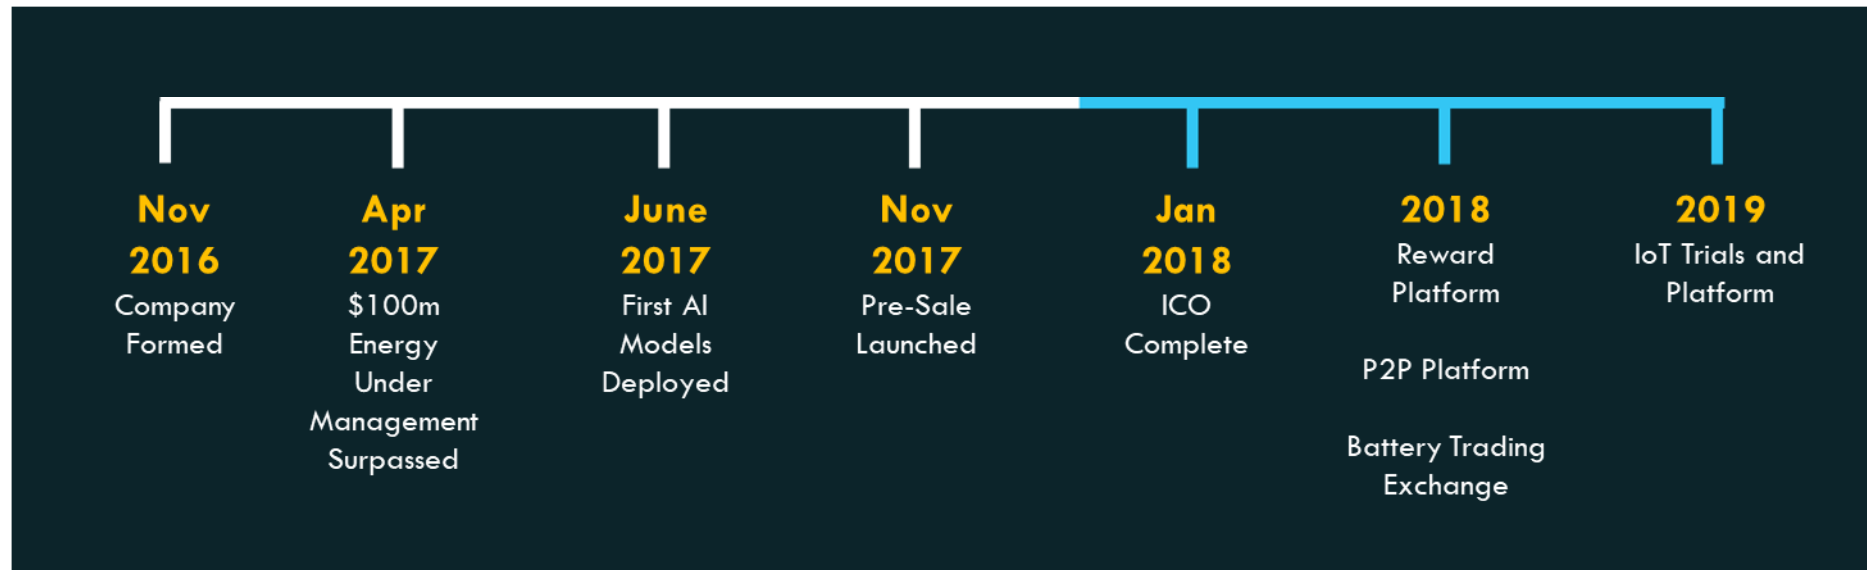 Nov
2016
Company
Formed
Apr
2017
$100m
Energy
Under
Management
Surpassed
June
2017
First AI
Models
Deployed
Nov
2017
Pre-Sale
Launched
Jan
2018
ICO
Complete
2018
Reward
Platform
P2P Platform
Battery Trading
Exchange
2019
IoT Trials and
Platform